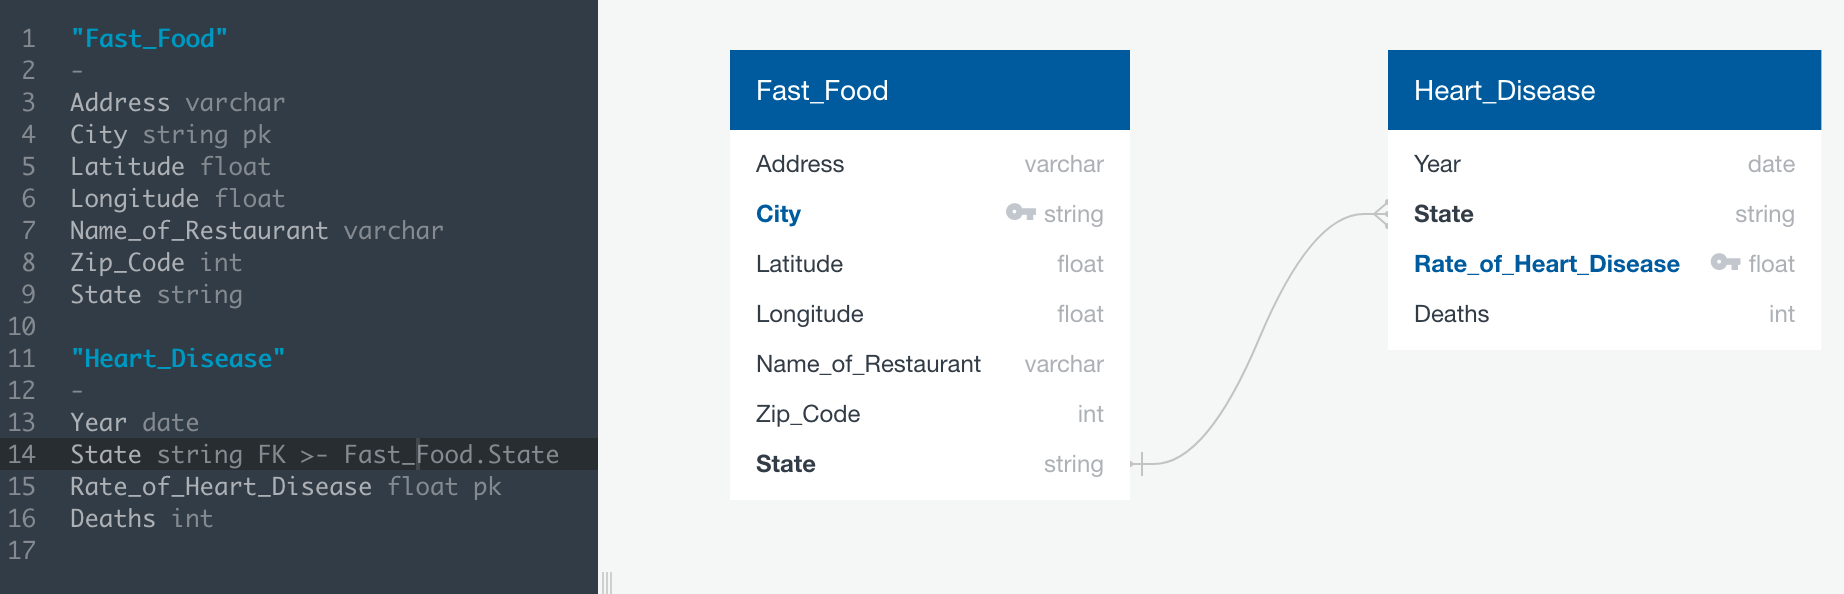 1 "Fast_Food"
2 -
3 Address varchar
4 City string pk
5 Latitude float
6 Longitude float
7 Name_of_Restaurant varchar
8 Zip_Code int
9 State string
10
11 "Heart_Disease"
12 -
13 Year date
14 State string FK >- Fast_Food.State
15 Rate_of_Heart_Disease float pk
16 Deaths int
17
Fast_Food
Address varchar
City string
Latitude float
Longitude float
Name_of_Restaurant varchar
Zip_Code int
State string
Heart_Disease
Year date
State string
Rate_of_Heart_Disease float
Deaths int